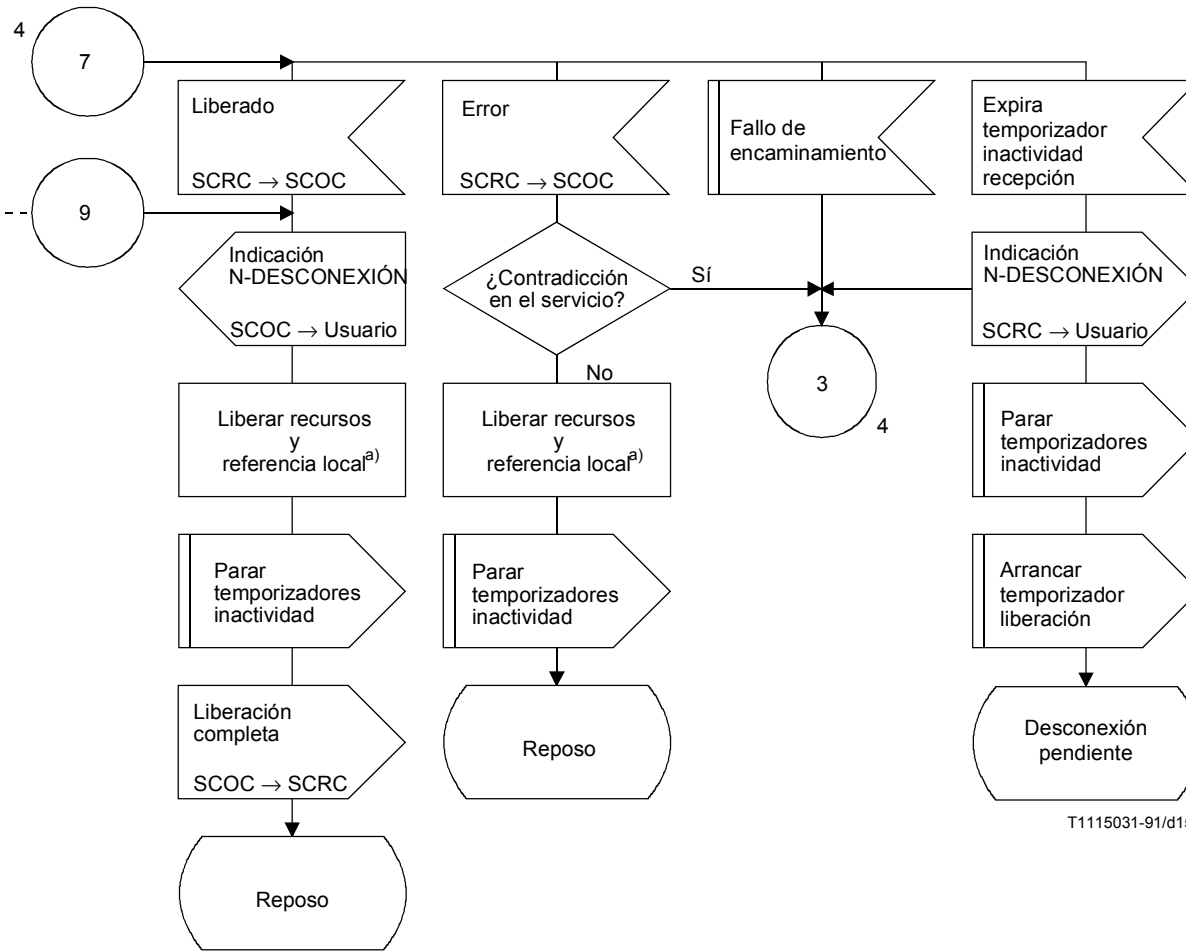 4
7
Liberado
SCRC → SCOC
Error
SCRC → SCOC
Fallo de
encaminamiento
Expira
temporizador
inactividad
recepción
9
Indicación
N-DESCONEXIÓN
SCOC → Usuario
¿Contradicción
en el servicio?
Sí
No
Indicación
N-DESCONEXIÓN
SCRC → Usuario
3
4
Liberar recursos
y
referencia local a)
Liberar recursos
y
referencia local a)
Parar
temporizadores
inactividad
Parar
temporizadores
inactividad
Parar
temporizadores
inactividad
Arrancar
temporizador
liberación
Liberación
completa
SCOC → SCRC
Reposo
Desconexión
pendiente
T1115031-91/d15
Reposo